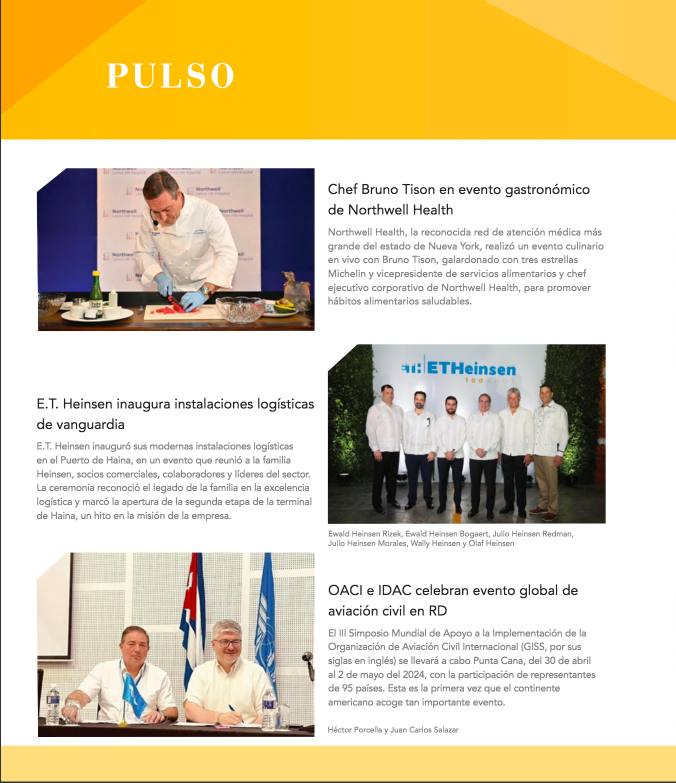 PULSO
Northwell
Lenox Hill Hospital
Northwell
Northwell
Chef Bruno Tison en evento gastronómico
de Northwell Health
Northwell Health, la reconocida red de atención médica más
grande del estado de Nueva York, realizó un evento culinario
en vivo con Bruno Tison, galardonado con tres estrellas
Michelin y vicepresidente de servicios alimentarios y chef
ejecutivo corporativo de Northwell Health, para promover
hábitos alimentarios saludables.
E.T. Heinsen inaugura instalaciones logísticas
de vanguardia
E.T. Heinsen inauguró sus modernas instalaciones logísticas
en el Puerto de Haina, en un evento que reunió a la familia
Heinsen, socios comerciales, colaboradores y líderes del sector.
La ceremonia reconoció el legado de la familia en la excelencia
logística y marcó la apertura de la segunda etapa de la terminal
de Haina, un hito en la misión de la empresa.
ETHeinsen
100 AÑOS
Ewald Heinsen Rizek, Ewald Heinsen Bogaert, Julio Heinsen Redman,
Julio Heinsen Morales, Wally Heinsen y Olaf Heinsen
OACI e IDAC celebran evento global de
aviación civil en RD
El III Simposio Mundial de Apoyo a la Implementación de la
Organización de Aviación Civil Internacional (GISS, por sus
siglas en inglés) se llevará a cabo Punta Cana, del 30 de abril
al 2 de mayo del 2024, con la participación de representantes
de 95 países. Esta es la primera vez que el continente
americano acoge tan importante evento.
Héctor Porcella y Juan Carlos Salazar